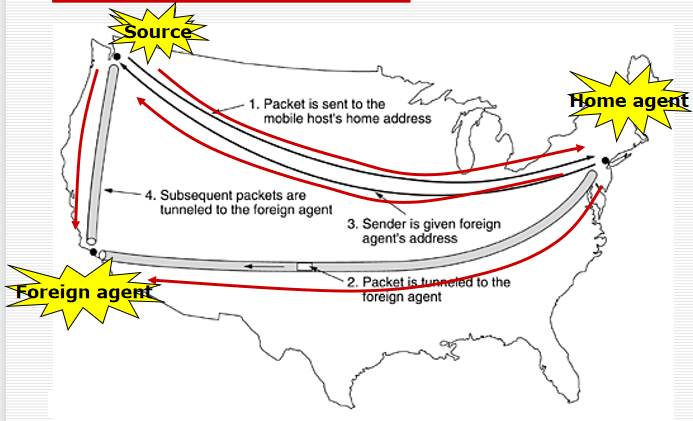 Source
Home agent
1. Packet is sent to the
mobile host's home address
4. Subsequent packets are
tunneled to the foreign agent
3. Sender is given foreign
agent's address
2. Packet is tunneled to the
foreign agent
Foreign agent